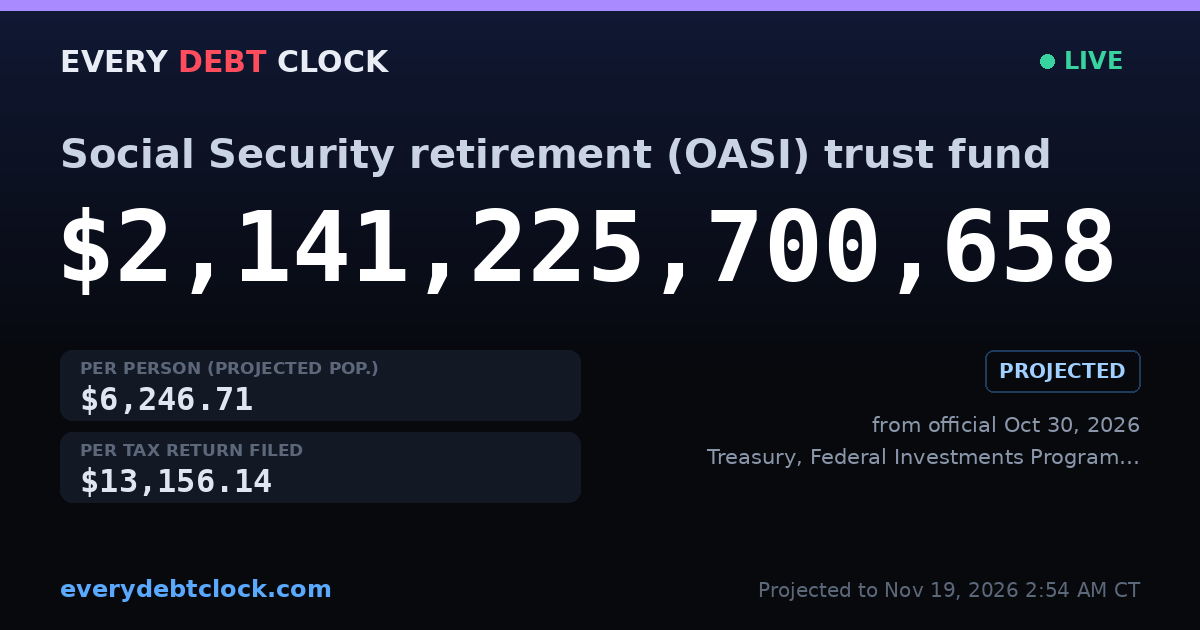 EVERY DEBT CLOCK
LIVE
Social Security retirement (OASI) trust fund
$2,141,225,700,658
PER PERSON (PROJECTED POP.)
$6,246.71
PER TAX RETURN FILED
$13,156.14
PROJECTED
from official Oct 30, 2026
Treasury, Federal Investments Program…
everydebtclock.com
Projected to Nov 19, 2026 2:54 AM CT